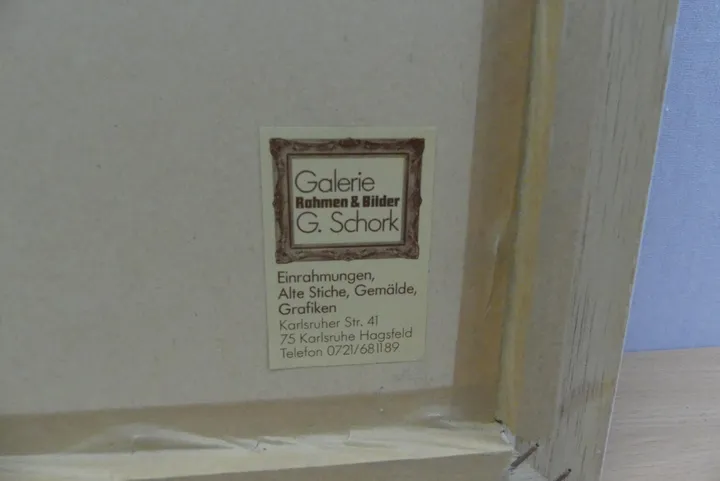 Galerie
Rahmen & Bilder
G. Schork
Einrahmungen,
Alte Stiche, Gemälde,
Grafiken
Karlsruher Str. 41
75 Karlsruhe Hagsfeld
Telefon 0721/681189